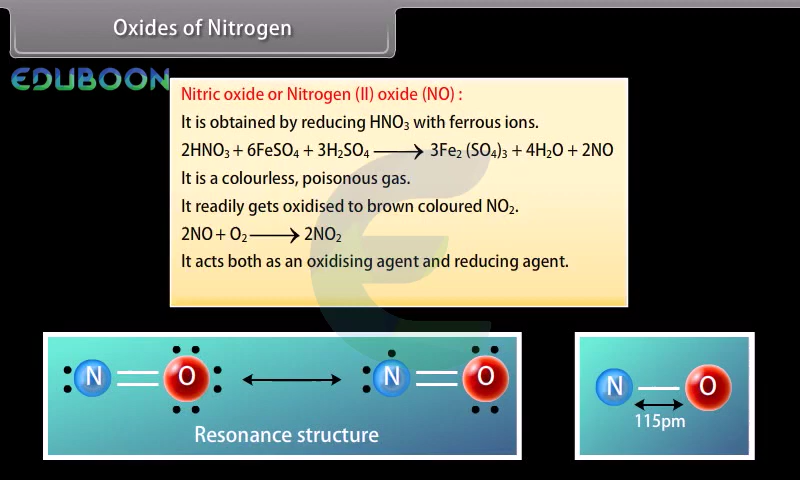 Oxides of Nitrogen
EDUBOON
Nitric oxide or Nitrogen (II) oxide (NO) :
It is obtained by reducing HNO₃ with ferrous ions.
2HNO₃ + 6FeSO₄ + 3H₂SO₄ ⟶ 3Fe₂ (SO₄)₃ + 4H₂O + 2NO
It is a colourless, poisonous gas.
It readily gets oxidised to brown coloured NO₂.
2NO + O₂ ⟶ 2NO₂
It acts both as an oxidising agent and reducing agent.
N O N O
Resonance structure
N O
115pm